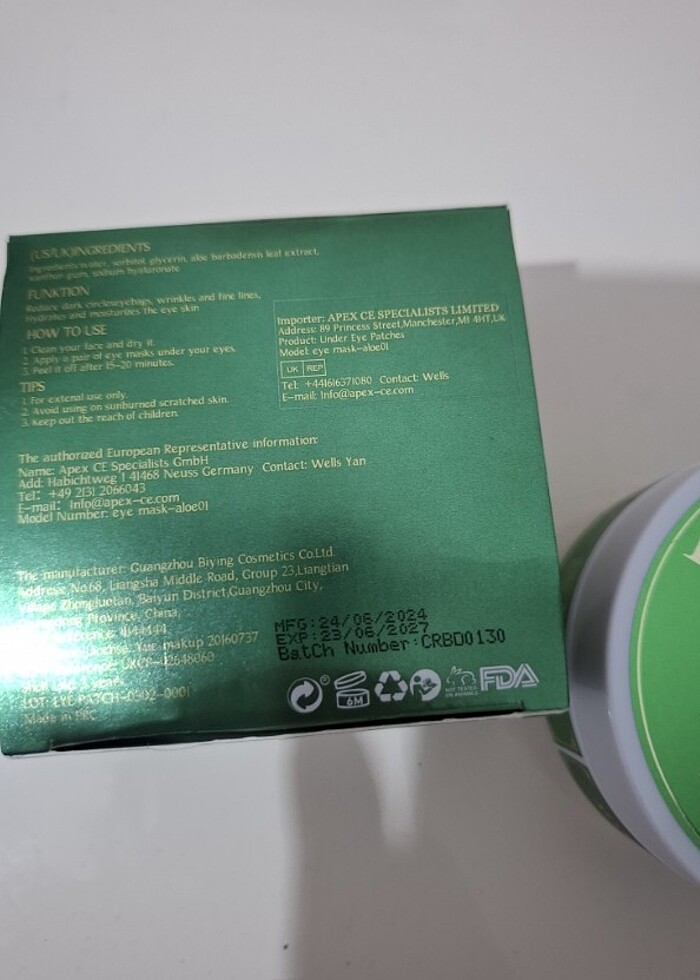 (US/UK)INGREDIENTS
Ingredients:water, sorbitol, glycerin, aloe barbadensis leaf extract,
xanthan gum, sodium hyaluronate
FUNKTION
Reduce dark circles,eyebags, wrinkles and fine lines,
Hydrates and moisturizes the eye skin
HOW TO USE
1. Clean your face and dry it.
2. Apply a pair of eye masks under your eyes.
3. Peel it off after 15-20 minutes.
TIPS
1. For extenal use only.
2. Avoid using on sunburned scratched skin.
3. Keep out the reach of children.
Importer: APEX CE SPECIALISTS LIMITED
Address: 89 Princess Street,Manchester,M1 4HT,UK
Product: Under Eye Patches
Model: eye mask-aloe01
UK REP
Tel: +441616371080 Contact: Wells
E-mail: Info@apex-ce.com
The authorized European Representative information:
Name: Apex CE Specialists GmbH
Add: Habichtweg 1 41468 Neuss Germany Contact: Wells Yan
Tel: +49 2131 2066043
E-mail: Info@apex-ce.com
Model Number: eye mask-aloe01
The manufacturer: Guangzhou Biying Cosmetics Co.Ltd.
Address: No.68, Liangsha Middle Road, Group 23,Liangtian
Village Zhongluotan, Baiyun District,Guangzhou City,
Province, China,
Yue makup 20160737
LOT: EYE PATCH-0502-0001
Made in PRC
MFG:24/06/2024
EXP:23/06/2027
BatCh Number:CRBD0130
6M
NOT TESTED
ON ANIMALS
FDA